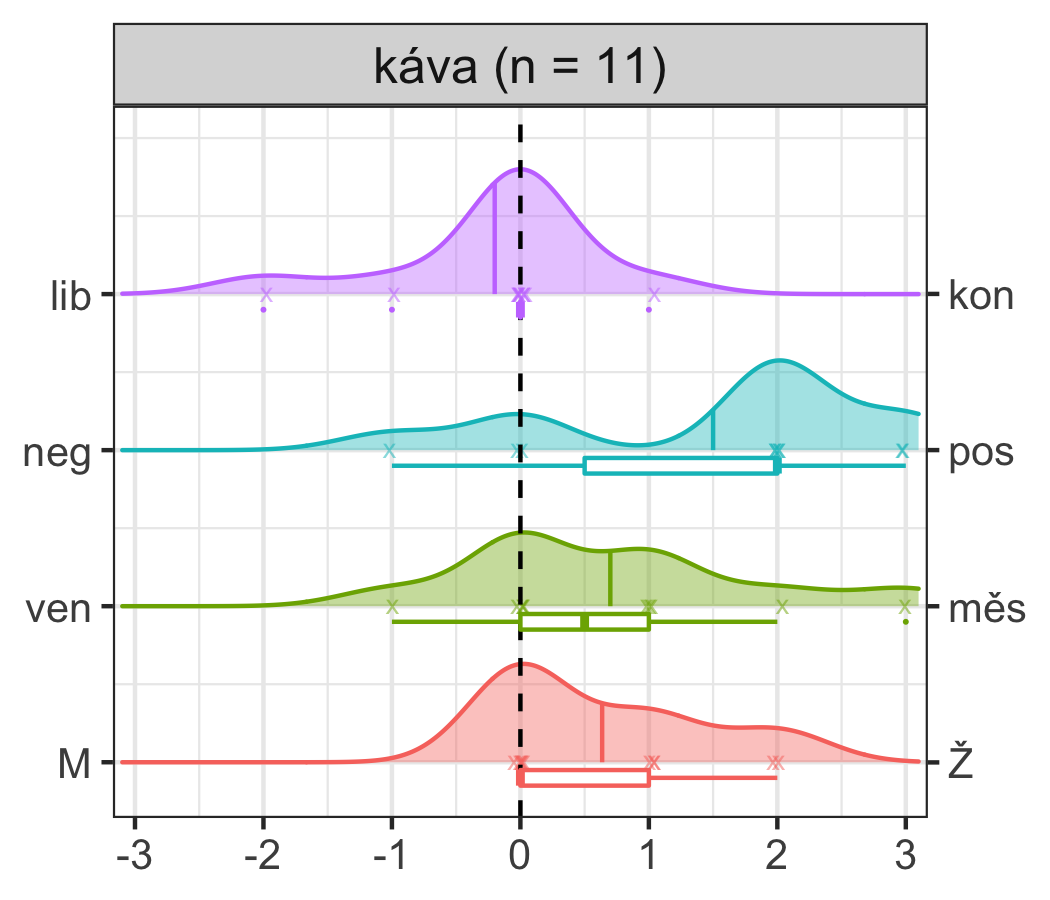 káva (n = 11)
lib kon
neg pos
ven měs
M Ž
-3 -2 -1 0 1 2 3